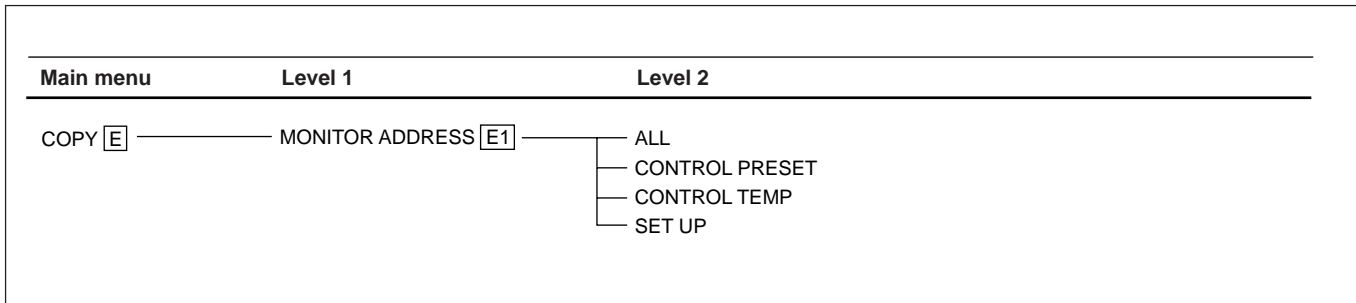 Main menu Level 1 Level 2
COPY E MONITOR ADDRESS E1 ALL
CONTROL PRESET
CONTROL TEMP
SET UP